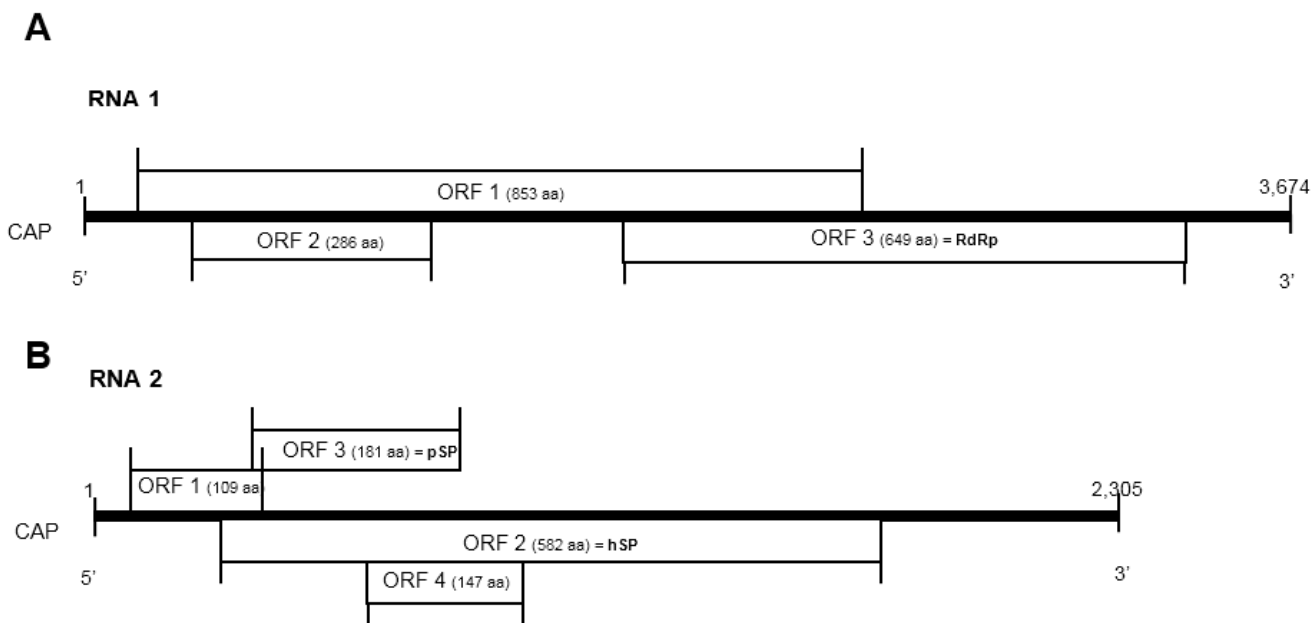 A
RNA 1
1
3,674
ORF 1 (853 aa)
CAP
ORF 2 (286 aa)
ORF 3 (649 aa) = RdRp
5’
3’
B
RNA 2
ORF 3 (181 aa) = pSP
1
ORF 1 (109 aa
2,305
CAP
ORF 2 (582 aa) = hSP
5’
3’
ORF 4 (147 aa)